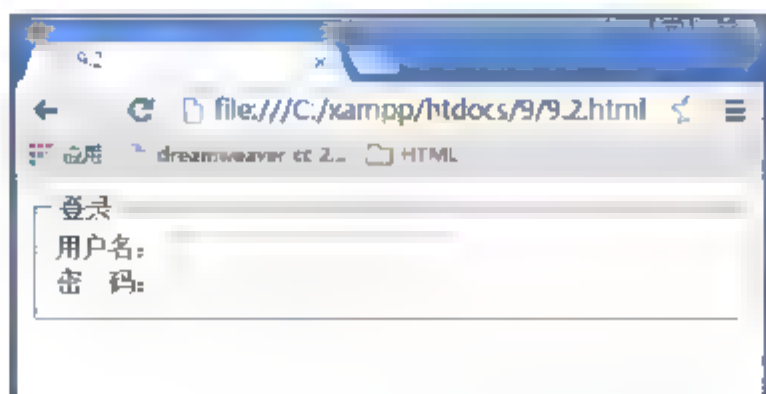 9.2
file:///C:/xampp/htdocs/9/9.2.html
应用 dreamweaver cc 2... HTML
登录
用户名:
密 码: